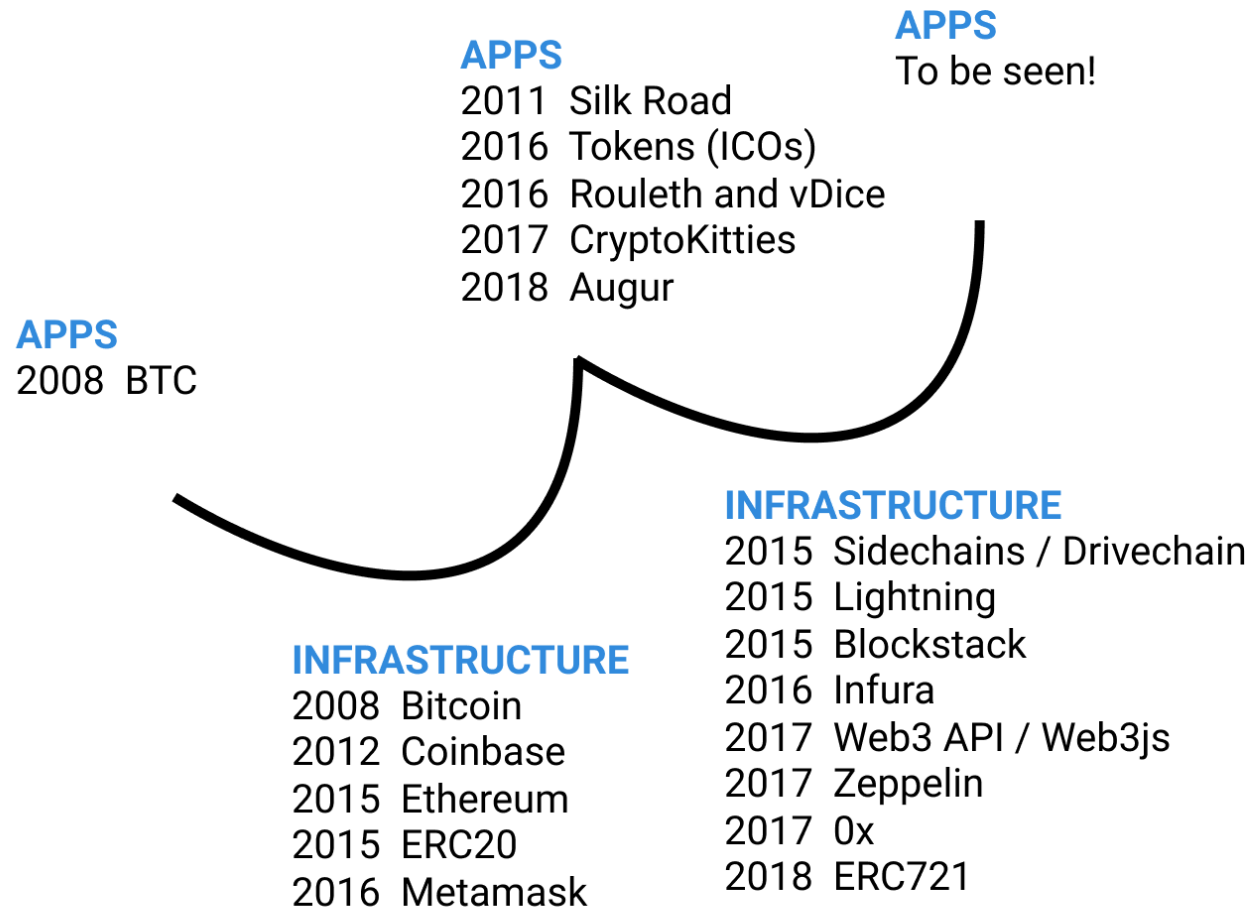 APPS
2008 BTC
INFRASTRUCTURE
2008 Bitcoin
2012 Coinbase
2015 Ethereum
2015 ERC20
2016 Metamask
APPS
2011 Silk Road
2016 Tokens (ICOs)
2016 Rouleth and vDice
2017 CryptoKitties
2018 Augur
INFRASTRUCTURE
2015 Sidechains / Drivechain
2015 Lightning
2015 Blockstack
2016 Infura
2017 Web3 API / Web3js
2017 Zeppelin
2017 0x
2018 ERC721
APPS
To be seen!